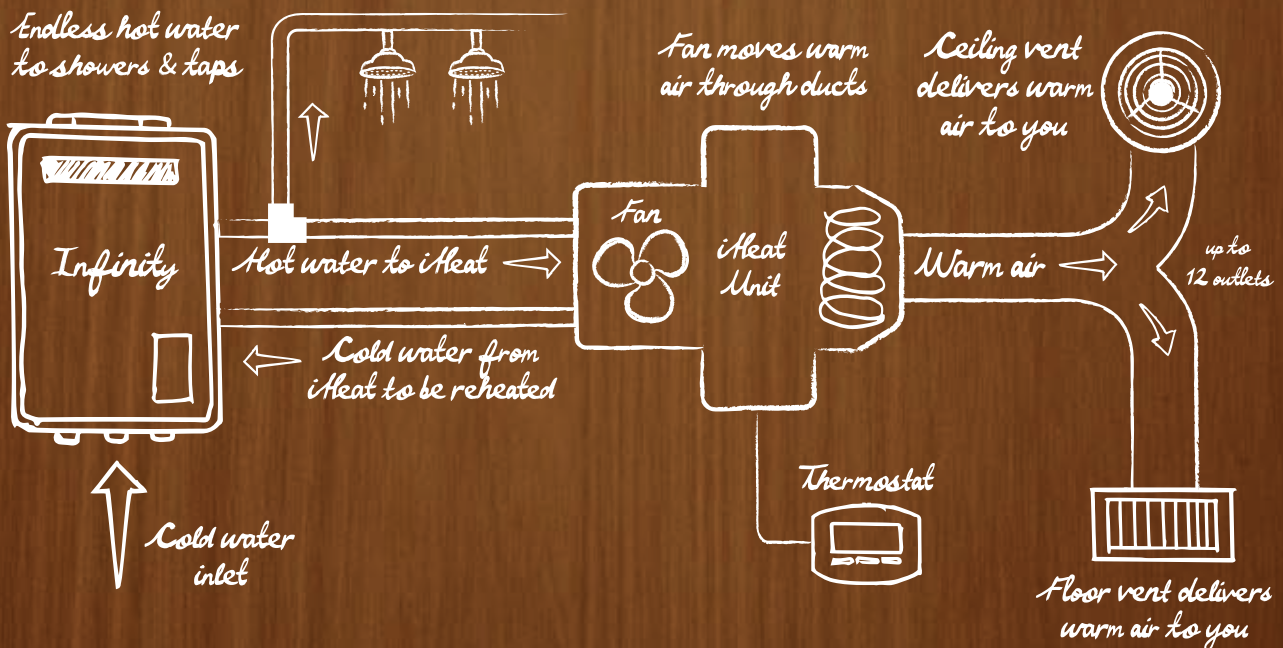 Endless hot water
to showers & taps
Fan moves warm
air through ducts
Ceiling vent
delivers warm
air to you
Infinity
Hot water to iHeat
Fan
iHeat
Unit
Warm air
up to
12 outlets
Cold water from
iHeat to be reheated
Thermostat
Cold water
inlet
Floor vent delivers
warm air to you